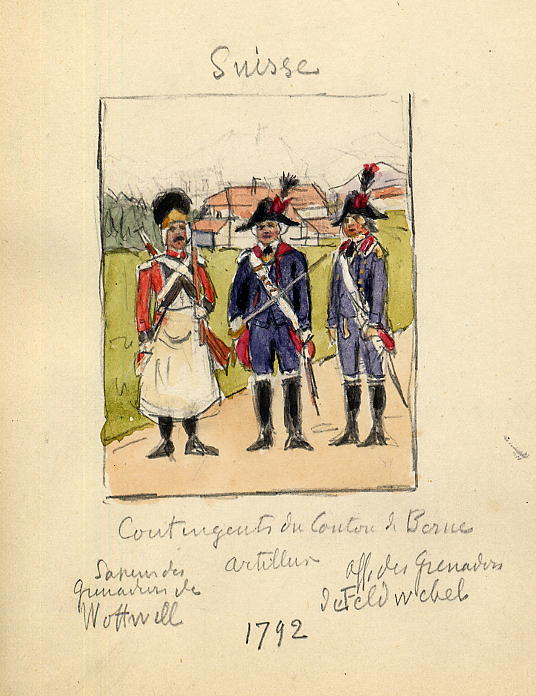 Suisse
Contingents du Canton de Berne
Sapeur des
Grenadiers de
Wottwill
Artilleur
Off. des Grenadiers
de Feldwebel
1792